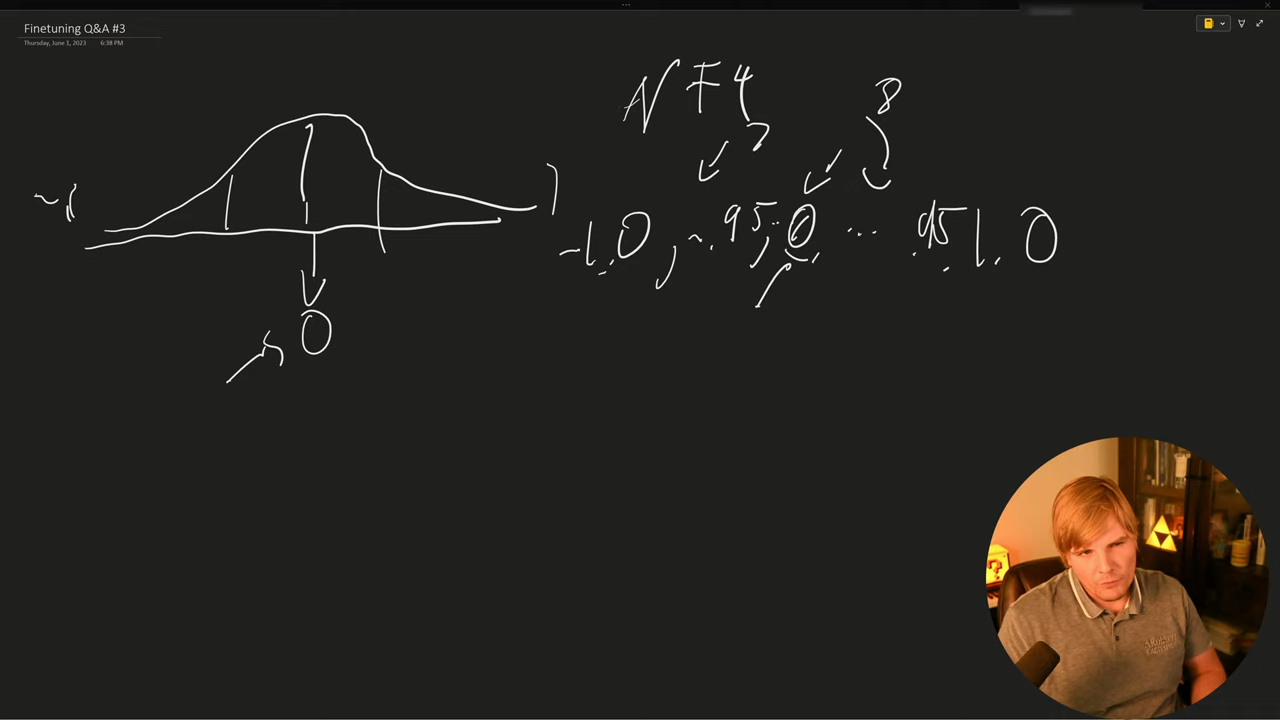 Finetuning Q&A #3
Thursday, June 1, 2023 6:38 PM
NF4 8
-1.0, -.95, .. 0, ... .95, 1.0
0